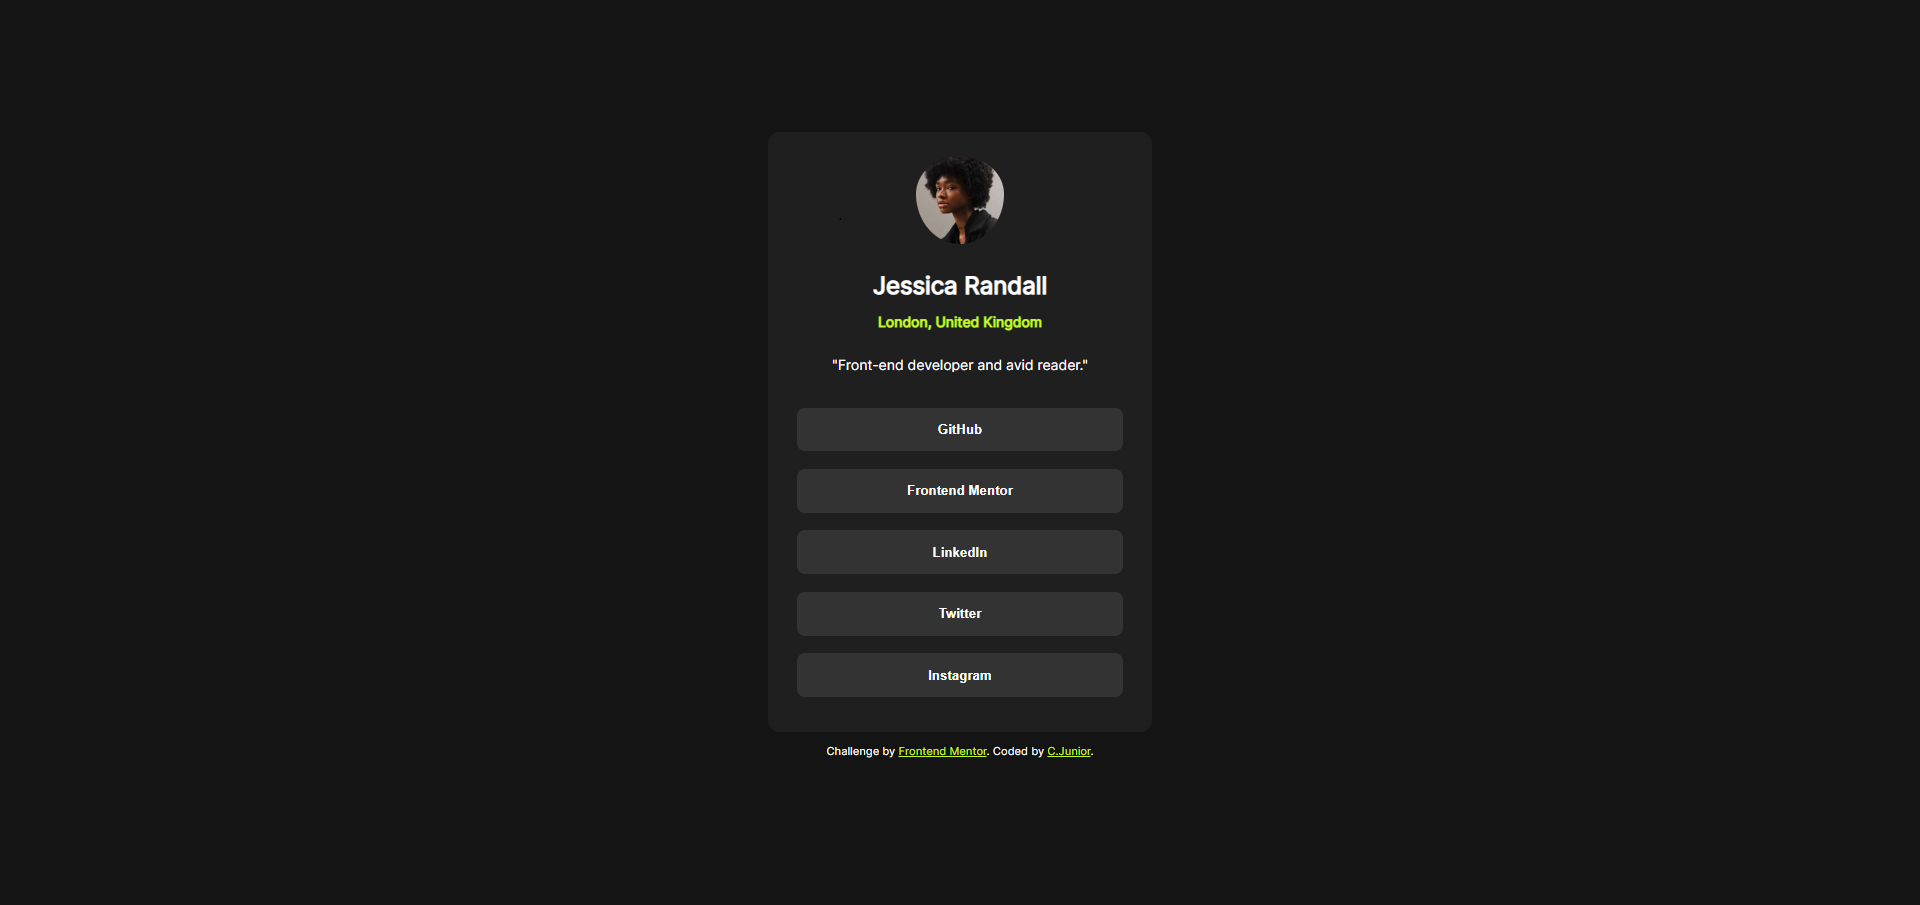 Jessica Randall
London, United Kingdom
"Front-end developer and avid reader."
GitHub
Frontend Mentor
LinkedIn
Twitter
Instagram
Challenge by Frontend Mentor. Coded by C.Junior.